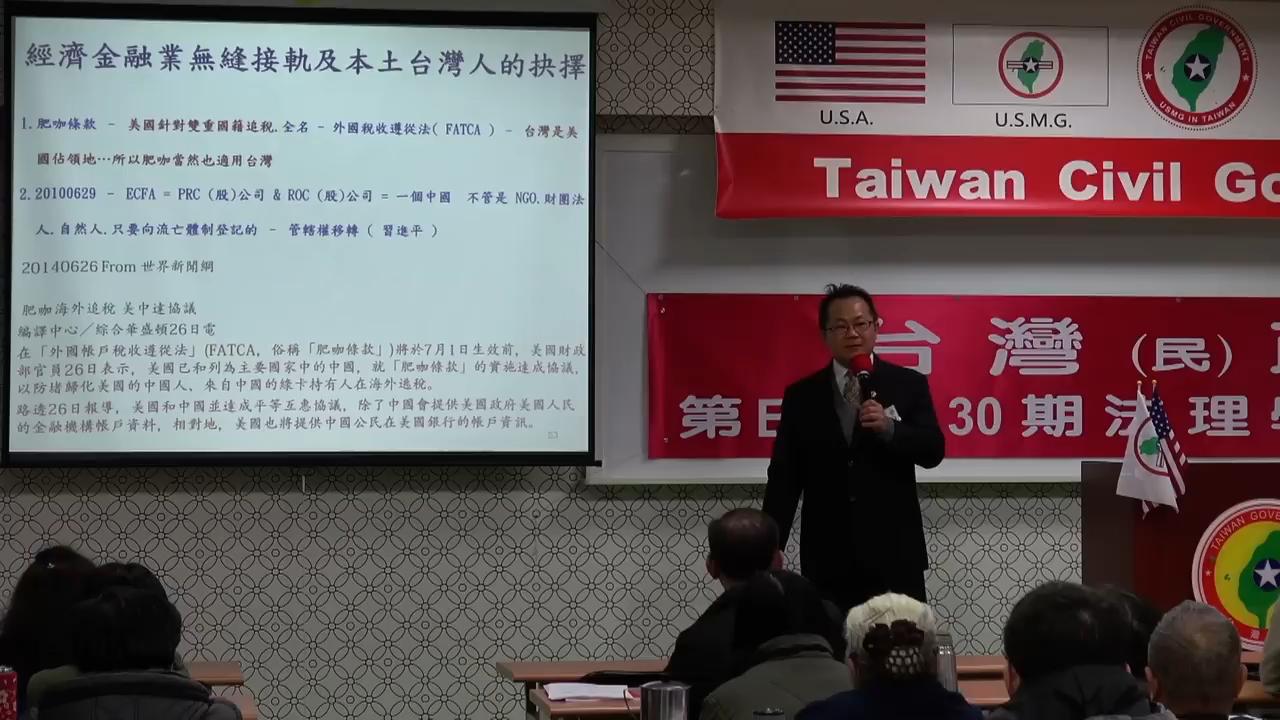 經濟金融業無縫接軌及本土台灣人的抉擇
1. 肥咖條款 – 美國針對雙重國籍追稅.全名 – 外國稅收遵從法( FATCA ) – 台灣是美
國佔領地…所以肥咖當然也適用台灣
2. 20100629 – ECFA = PRC (股)公司 & ROC (股)公司 = 一個中國 不管是 NGO.財團法
人.自然人.只要向流亡體制登記的 – 管轄權移轉 ( 習進平 )
20140626 From 世界新聞網
肥咖海外追稅 美中達協議
編譯中心／綜合華盛頓26日電
在「外國帳戶稅收遵從法」(FATCA，俗稱「肥咖條款」)將於7月1日生效前，美國財政
部官員26日表示，美國已和列為主要國家中的中國，就「肥咖條款」的實施達成協議，
以防堵歸化美國的中國人、來自中國的綠卡持有人在海外逃稅。
路透26日報導，美國和中國並達成平等互惠協議，除了中國會提供美國政府美國人民
的金融機構帳戶資料，相對地，美國也將提供中國公民在美國銀行的帳戶資訊。
53
U.S.A.
U.S.M.G.
TAIWAN CIVIL GOVERNMENT
USMG IN TAIWAN
Taiwan Civil Go
台灣(民)
第 30期法理學
TAIWAN GOVE
灣